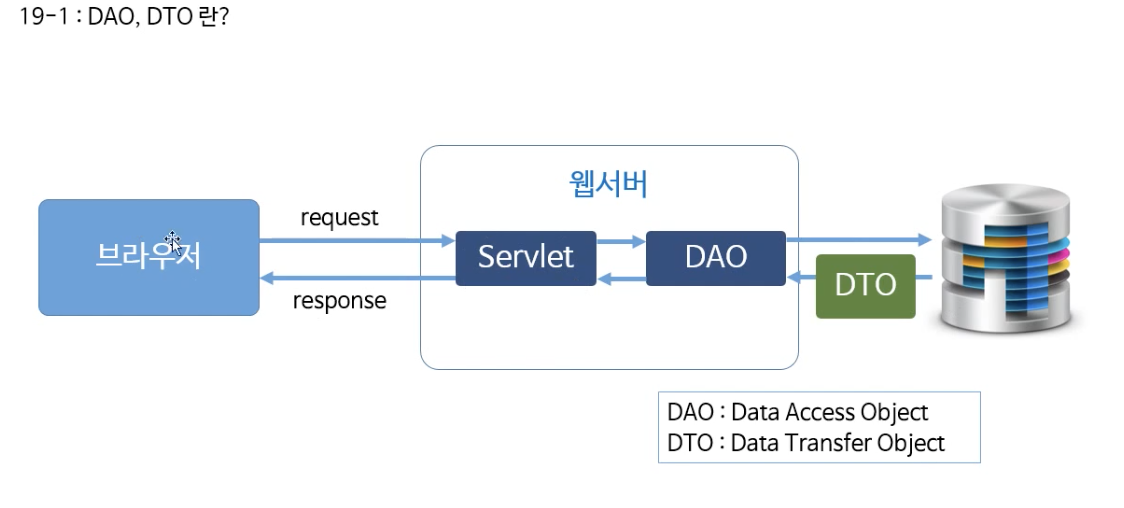 19-1 : DAO, DTO 란?
웹서버
브라우저
request
response
Servlet
DAO
DTO
DAO : Data Access Object
DTO : Data Transfer Object